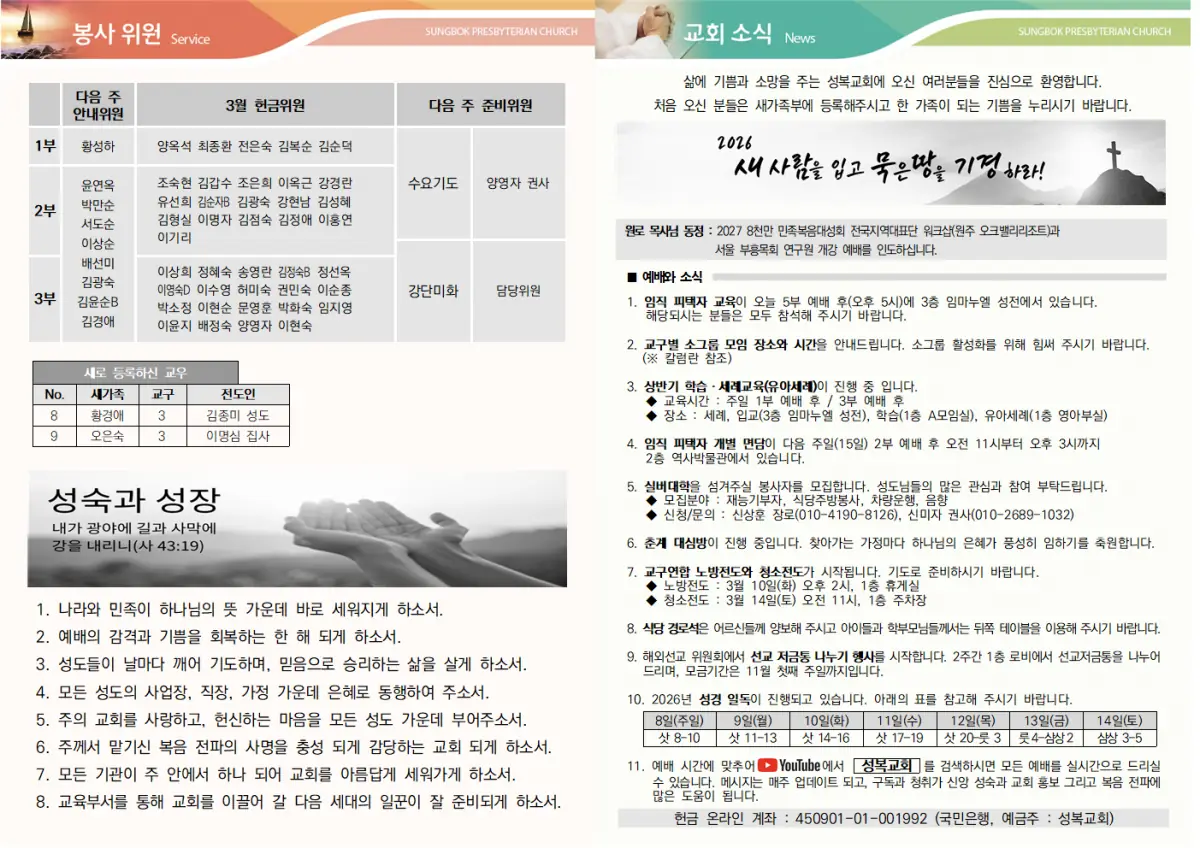 봉사 위원 Service
SUNGBOK PRESBYTERIAN CHURCH
다음 주 안내위원 3월 헌금위원 다음 주 준비위원
1부 황성하 양옥석 최종환 전은숙 김복순 김순덕
2부
윤연옥
박만순
서도순
이상순
배선미
김광숙
김윤순B
김경애
조숙현 김갑수 조은희 이옥근 강경란
유선희 김순자B 김광숙 강현남 김성혜
김형실 이명자 김점숙 김정애 이홍연
이기리
3부
이상희 정혜숙 송영란 김정숙B 정선옥
이영숙D 이수영 허미숙 권민숙 이순종
박소정 이현순 문영훈 박화숙 임지영
이윤지 배정숙 양영자 이현숙
수요기도 양영자 권사
강단미화 담당위원
새로 등록하신 교우
No. 새가족 교구 전도인
8 황경애 3 김종미 성도
9 오은숙 3 이명심 집사
성숙과 성장
내가 광야에 길과 사막에
강을 내리니(사 43:19)
1. 나라와 민족이 하나님의 뜻 가운데 바로 세워지게 하소서.
2. 예배의 감격과 기쁨을 회복하는 한 해 되게 하소서.
3. 성도들이 날마다 깨어 기도하며, 믿음으로 승리하는 삶을 살게 하소서.
4. 모든 성도의 사업장, 직장, 가정 가운데 은혜로 동행하여 주소서.
5. 주의 교회를 사랑하고, 헌신하는 마음을 모든 성도 가운데 부어주소서.
6. 주께서 맡기신 복음 전파의 사명을 충성 되게 감당하는 교회 되게 하소서.
7. 모든 기관이 주 안에서 하나 되어 교회를 아름답게 세워가게 하소서.
8. 교육부서를 통해 교회를 이끌어 갈 다음 세대의 일꾼이 잘 준비되게 하소서.
교회 소식 News
SUNGBOK PRESBYTERIAN CHURCH
삶에 기쁨과 소망을 주는 성복교회에 오신 여러분들을 진심으로 환영합니다.
처음 오신 분들은 새가족부에 등록해주시고 한 가족이 되는 기쁨을 누리시기 바랍니다.
2026
새 사람을 입고 묵은 땅을 기경하라!
원로 목사님 동정 : 2027 8천만 민족복음대성회 전국지역대표단 워크샵(원주 오크밸리리조트)과
서울 부흥목회 연구원 개강 예배를 인도하십니다.
■ 예배와 소식
1. 임직 피택자 교육이 오늘 5부 예배 후(오후 5시)에 3층 임마누엘 성전에서 있습니다.
해당되시는 분들은 모두 참석해 주시기 바랍니다.
2. 교구별 소그룹 모임 장소와 시간을 안내드립니다. 소그룹 활성화를 위해 힘써 주시기 바랍니다.
(※ 칼럼란 참조)
3. 상반기 학습·세례교육(유아세례)이 진행 중 입니다.
◆ 교육시간 : 주일 1부 예배 후 / 3부 예배 후
◆ 장소 : 세례, 입교(3층 임마누엘 성전), 학습(1층 A모임실), 유아세례(1층 영아부실)
4. 임직 피택자 개별 면담이 다음 주일(15일) 2부 예배 후 오전 11시부터 오후 3시까지
2층 역사박물관에서 있습니다.
5. 실버대학을 섬겨주실 봉사자를 모집합니다. 성도님들의 많은 관심과 참여 부탁드립니다.
◆ 모집분야 : 재능기부자, 식당주방봉사, 차량운행, 음향
◆ 신청/문의 : 신상훈 장로(010-4190-8126), 신미자 권사(010-2689-1032)
6. 춘계 대심방이 진행 중입니다. 찾아가는 가정마다 하나님의 은혜가 풍성히 임하기를 축원합니다.
7. 교구연합 노방전도와 청소전도가 시작됩니다. 기도로 준비하시기 바랍니다.
◆ 노방전도 : 3월 10일(화) 오후 2시, 1층 휴게실
◆ 청소전도 : 3월 14일(토) 오전 11시, 1층 주차장
8. 식당 경로석은 어르신들께 양보해 주시고 아이들과 학부모님들께서는 뒤쪽 테이블을 이용해 주시기 바랍니다.
9. 해외선교 위원회에서 선교 저금통 나누기 행사를 시작합니다. 2주간 1층 로비에서 선교저금통을 나누어
드리며, 모금기간은 11월 첫째 주일까지입니다.
10. 2026년 성경 일독이 진행되고 있습니다. 아래의 표를 참고해 주시기 바랍니다.
8일(주일) 9일(월) 10일(화) 11일(수) 12일(목) 13일(금) 14일(토)
삿 8-10 삿 11-13 삿 14-16 삿 17-19 삿 20-룻 3 룻4-삼상2 삼상 3-5
11. 예배 시간에 맞추어 YouTube에서 성복교회 를 검색하시면 모든 예배를 실시간으로 드리실
수 있습니다. 메시지는 매주 업데이트 되고, 구독과 청취가 신앙 성숙과 교회 홍보 그리고 복음 전파에
많은 도움이 됩니다.
헌금 온라인 계좌 : 450901-01-001992 (국민은행, 예금주 : 성복교회)